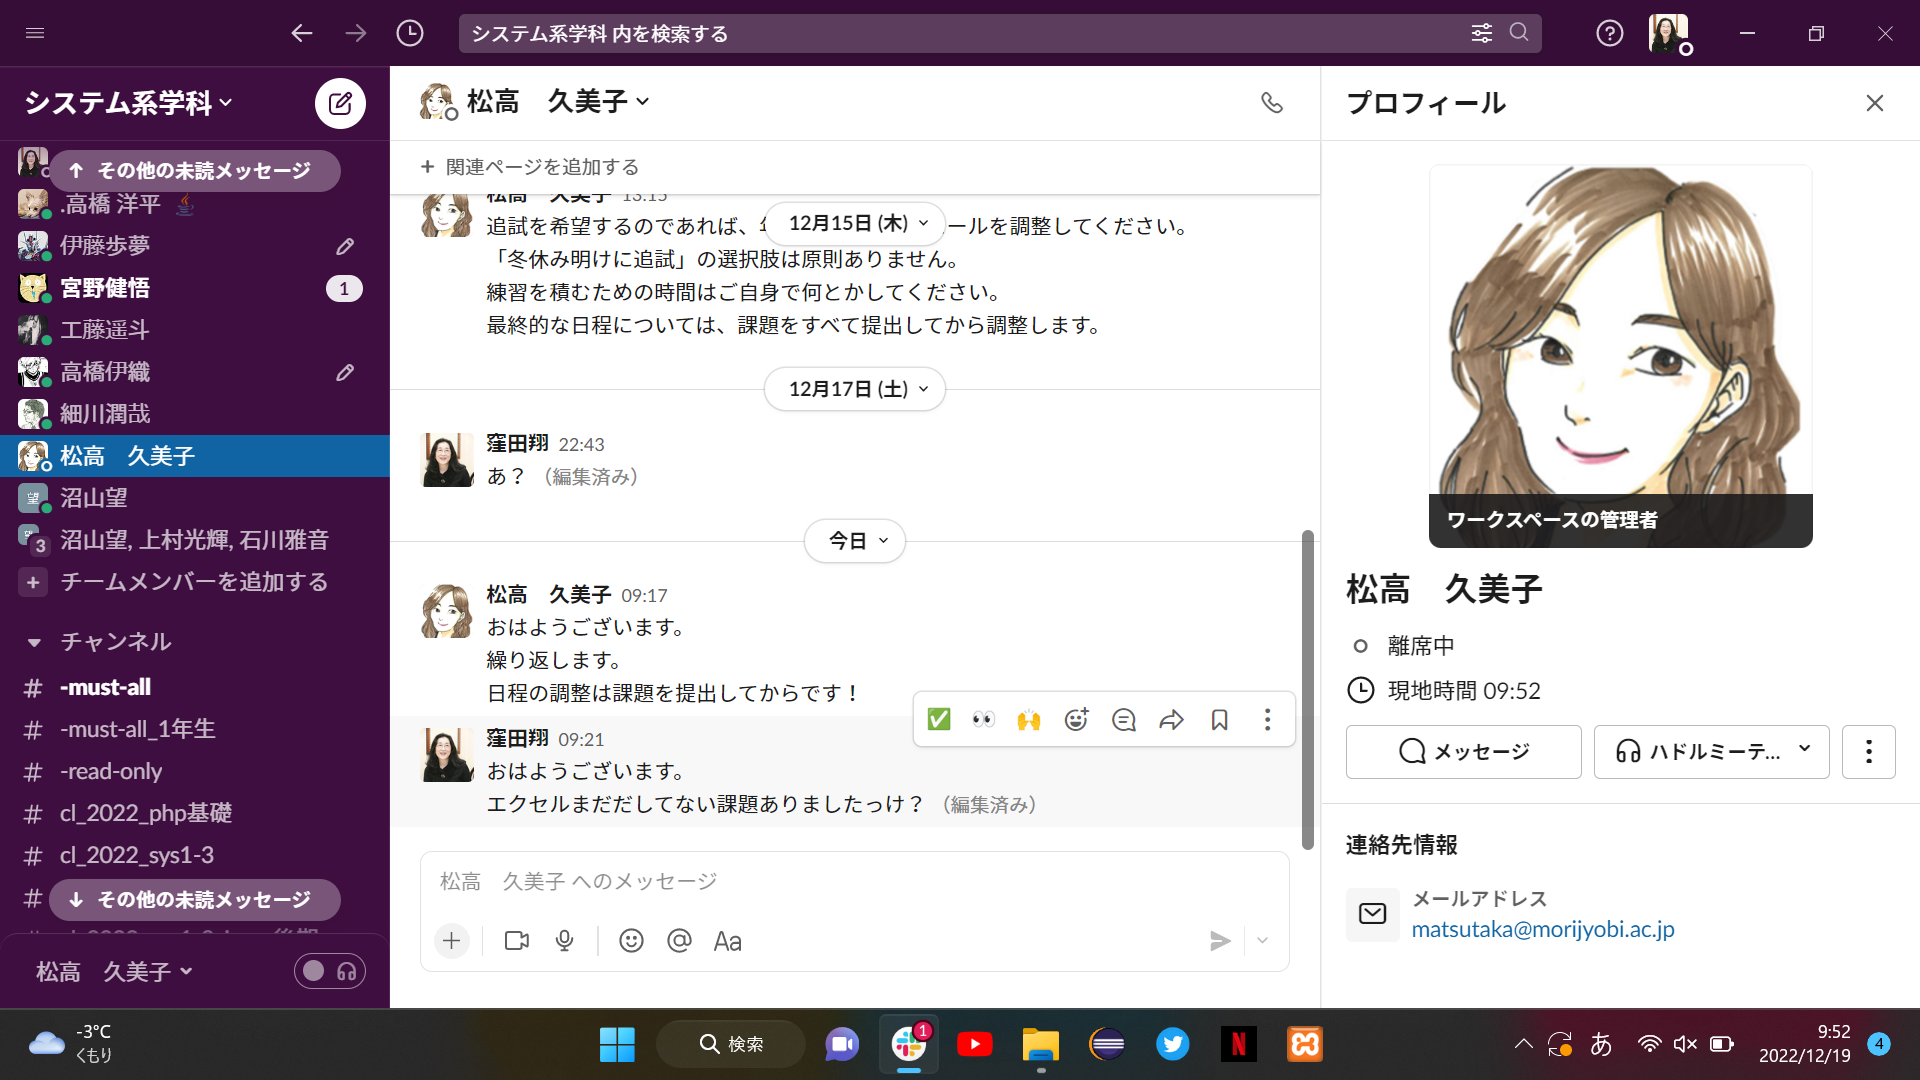 システム系学科 内を検索する
システム系学科
その他の未読メッセージ
.高橋 洋平
伊藤歩夢
宮野健悟
1
工藤遥斗
高橋伊織
細川潤哉
松高　久美子
望
沼山望
3
沼山望, 上村光輝, 石川雅音
チームメンバーを追加する
チャンネル
# -must-all
# -must-all_1年生
# -read-only
# cl_2022_php基礎
# cl_2022_sys1-3
#
その他の未読メッセージ
松高　久美子
松高　久美子
関連ページを追加する
松高　久美子 13:15
12月15日 (木)
追試を希望するのであれば、
ールを調整してください。
「冬休み明けに追試」の選択肢は原則ありません。
練習を積むための時間はご自身で何とかしてください。
最終的な日程については、課題をすべて提出してから調整します。
12月17日 (土)
窪田翔 22:43
あ？ （編集済み）
今日
松高　久美子 09:17
おはようございます。
繰り返します。
日程の調整は課題を提出してからです！
窪田翔 09:21
おはようございます。
エクセルまだだしてない課題ありましたっけ？ （編集済み）
松高　久美子 へのメッセージ
Aa
プロフィール
ワークスペースの管理者
松高　久美子
離席中
現地時間 09:52
メッセージ
ハドルミーテ...
連絡先情報
メールアドレス
matsutaka@morijyobi.ac.jp
-3°C
くもり
検索
1
N
あ
9:52
2022/12/19
4